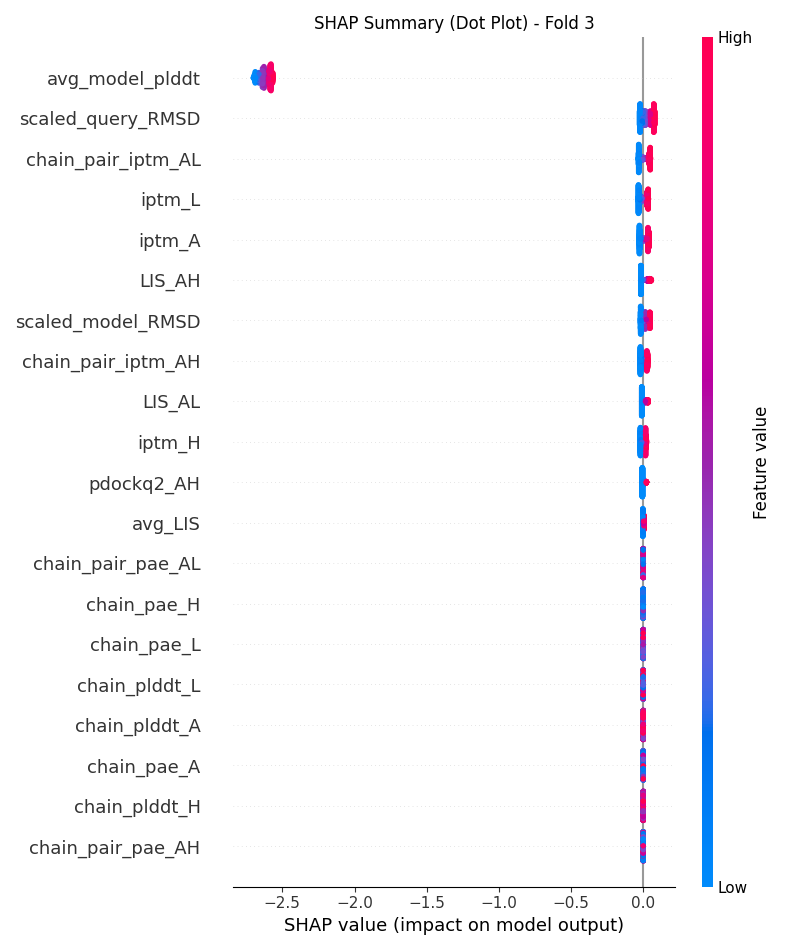 SHAP Summary (Dot Plot) - Fold 3
High
avg_model_plddt
scaled_query_RMSD
chain_pair_iptm_AL
iptm_L
iptm_A
LIS_AH
scaled_model_RMSD
chain_pair_iptm_AH
LIS_AL
iptm_H
pdockq2_AH
avg_LIS
chain_pair_pae_AL
chain_pae_H
chain_pae_L
chain_plddt_L
chain_plddt_A
chain_pae_A
chain_plddt_H
chain_pair_pae_AH
Feature value
Low
−2.5 −2.0 −1.5 −1.0 −0.5 0.0
SHAP value (impact on model output)